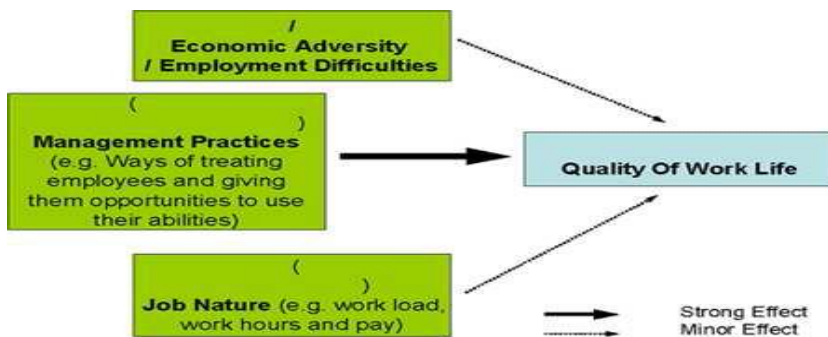 /
Economic Adversity
/ Employment Difficulties
(
)
Management Practices
(e.g. Ways of treating
employees and giving
them opportunities to use
their abilities)
Quality Of Work Life
(
)
Job Nature (e.g. work load,
work hours and pay)
Strong Effect
Minor Effect